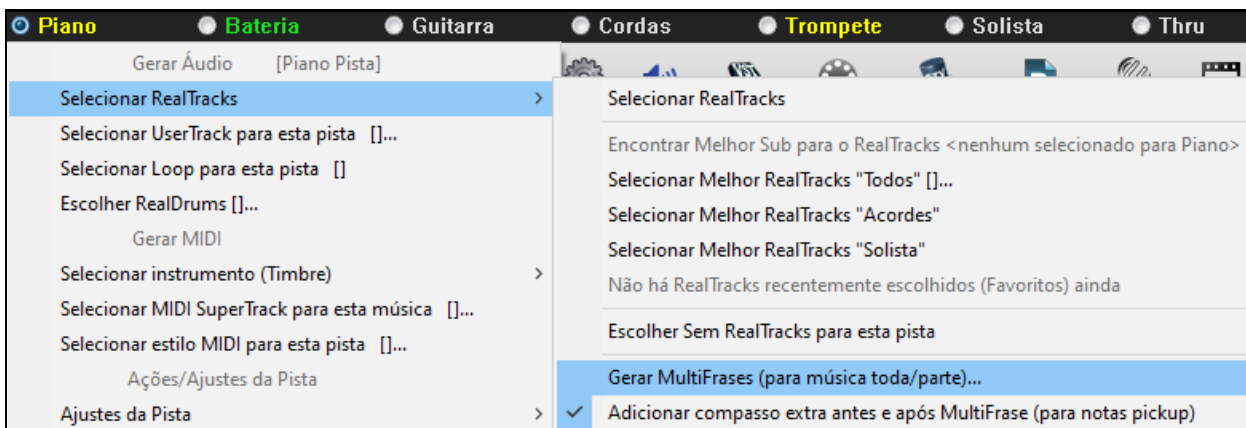 Piano Bateria Guitarra Cordas Trompete Solista Thru
Gerar Áudio [Piano Pista]
Selecionar RealTracks >
Selecionar UserTrack para esta pista []...
Selecionar Loop para esta pista []
Escolher RealDrums []...
Gerar MIDI
Selecionar instrumento (Timbre) >
Selecionar MIDI SuperTrack para esta música []...
Selecionar estilo MIDI para esta pista []...
Ações/Ajustes da Pista
Ajustes da Pista >
Selecionar RealTracks
Encontrar Melhor Sub para o RealTracks <nenhum selecionado para Piano>
Selecionar Melhor RealTracks "Todos" []...
Selecionar Melhor RealTracks "Acordes"
Selecionar Melhor RealTracks "Solista"
Não há RealTracks recentemente escolhidos (Favoritos) ainda
Escolher Sem RealTracks para esta pista
Gerar MultiFrases (para música toda/parte)...
✓ Adicionar compasso extra antes e após MultiFrase (para notas pickup)